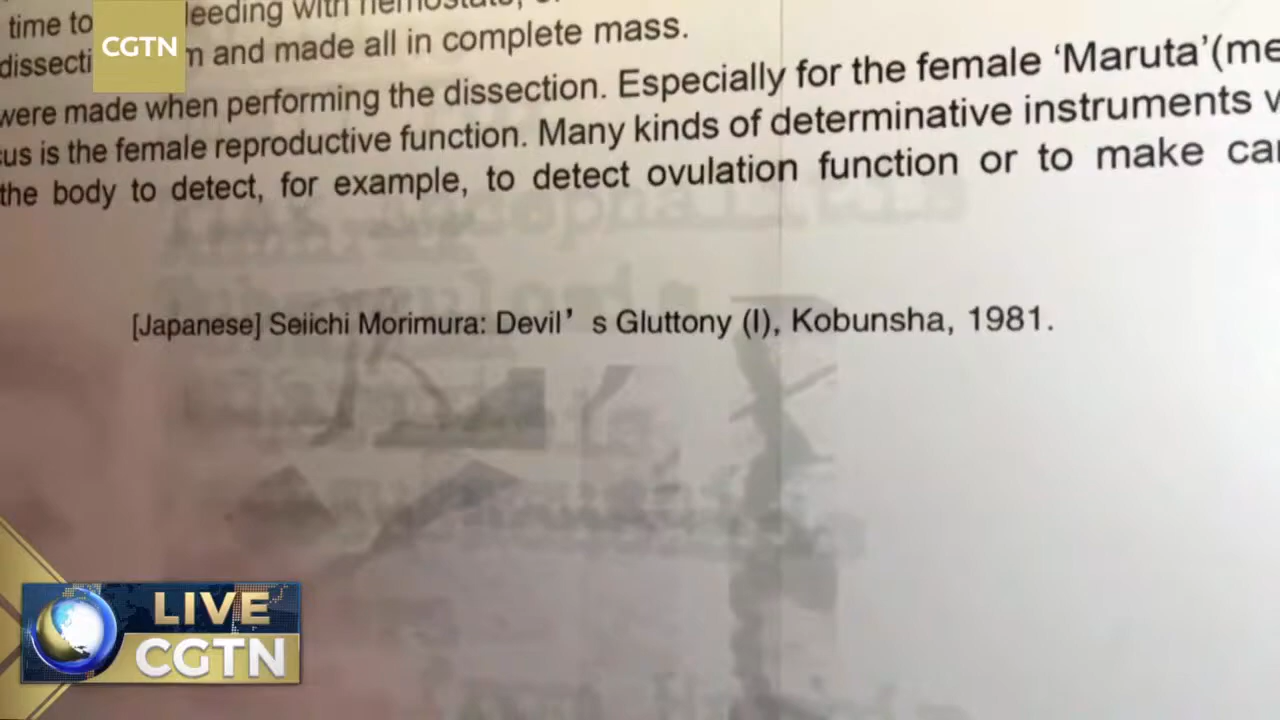 time to leeding with
dissecti m and made all in complete mass.
were made when performing the dissection. Especially for the female ‘Maruta’(me
cus is the female reproductive function. Many kinds of determinative instruments
the body to detect, for example, to detect ovulation function or to make
[Japanese] Seiichi Morimura: Devil’ s Gluttony (I), Kobunsha, 1981.
CGTN
LIVE
CGTN